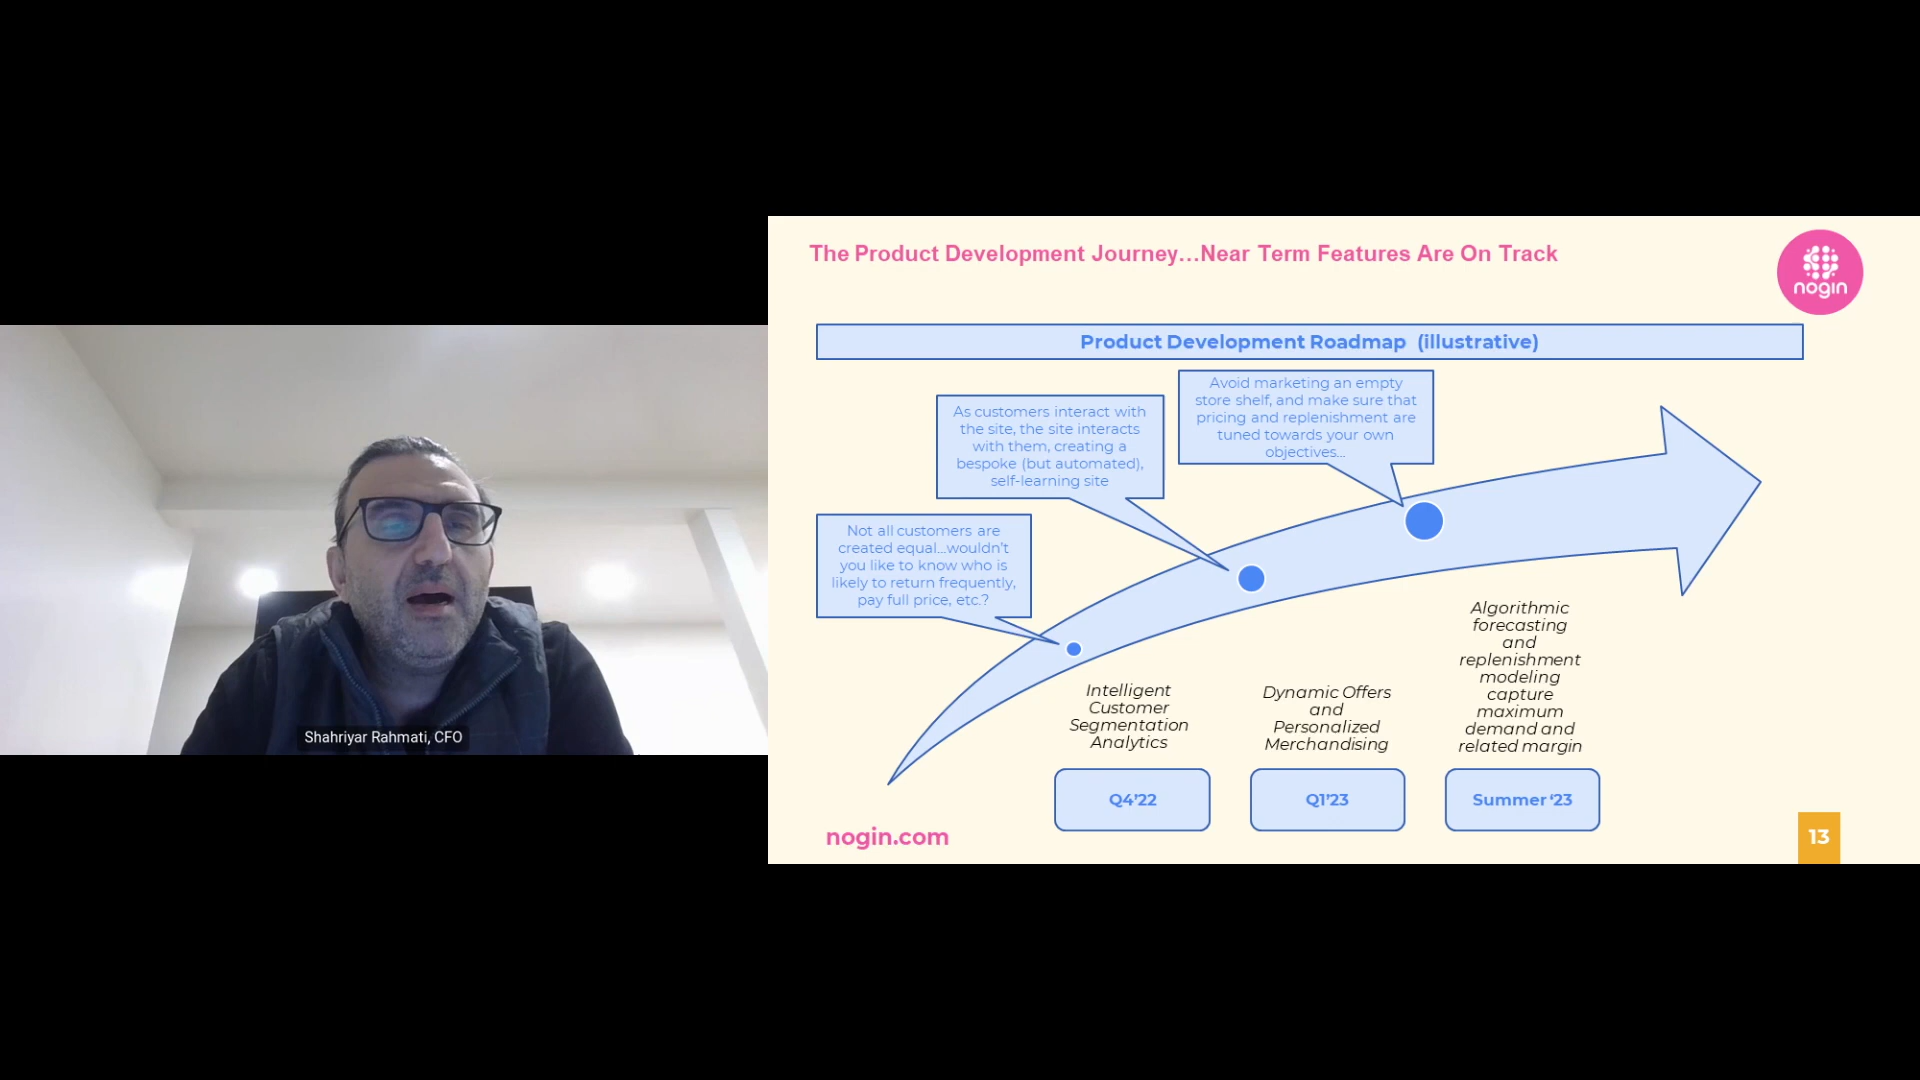 The Product Development Journey...Near Term Features Are On Track
nogin
Product Development Roadmap (illustrative)
Avoid marketing an empty
store shelf, and make sure that
pricing and replenishment are
tuned towards your own
objectives...
As customers interact with
the site, the site interacts
with them, creating a
bespoke (but automated),
self-learning site
Not all customers are
created equal...wouldn't
you like to know who is
likely to return frequently,
pay full price, etc.?
Intelligent
Customer
Segmentation
Analytics
Dynamic Offers
and
Personalized
Merchandising
Algorithmic
forecasting
and
replenishment
modeling
capture
maximum
demand and
related margin
Q4'22
Q1'23
Summer ‘23
nogin.com
13
Shahriyar Rahmati, CFO